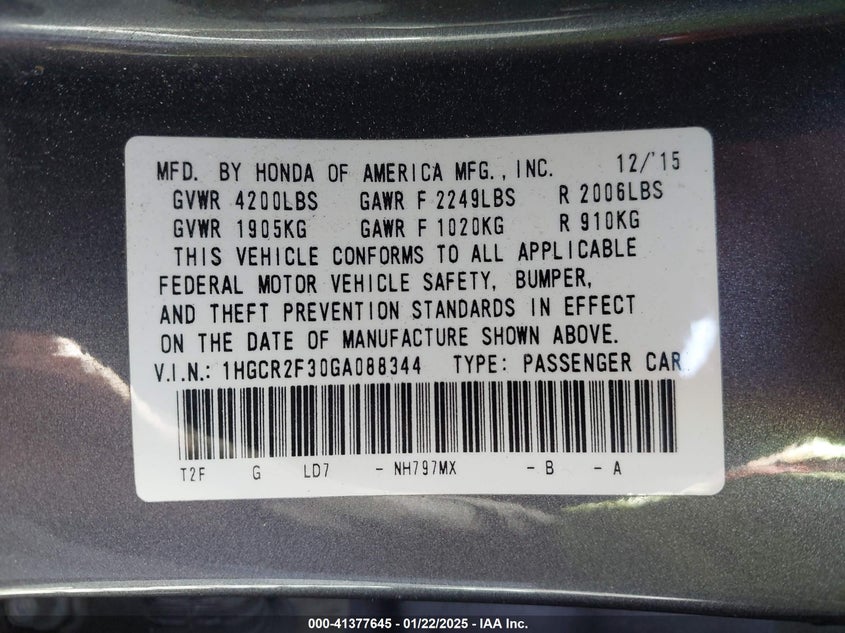 MFD. BY HONDA OF AMERICA MFG., INC. 12/'15
GVWR 4200LBS GAWR F 2249LBS R 2006LBS
GVWR 1905KG GAWR F 1020KG R 910KG
THIS VEHICLE CONFORMS TO ALL APPLICABLE
FEDERAL MOTOR VEHICLE SAFETY, BUMPER,
AND THEFT PREVENTION STANDARDS IN EFFECT
ON THE DATE OF MANUFACTURE SHOWN ABOVE.
V.I.N.: 1HGCR2F30GA088344 TYPE: PASSENGER CAR
T2F G LD7 - NH797MX - B - A
000-41377645 - 01/22/2025 - IAA Inc.